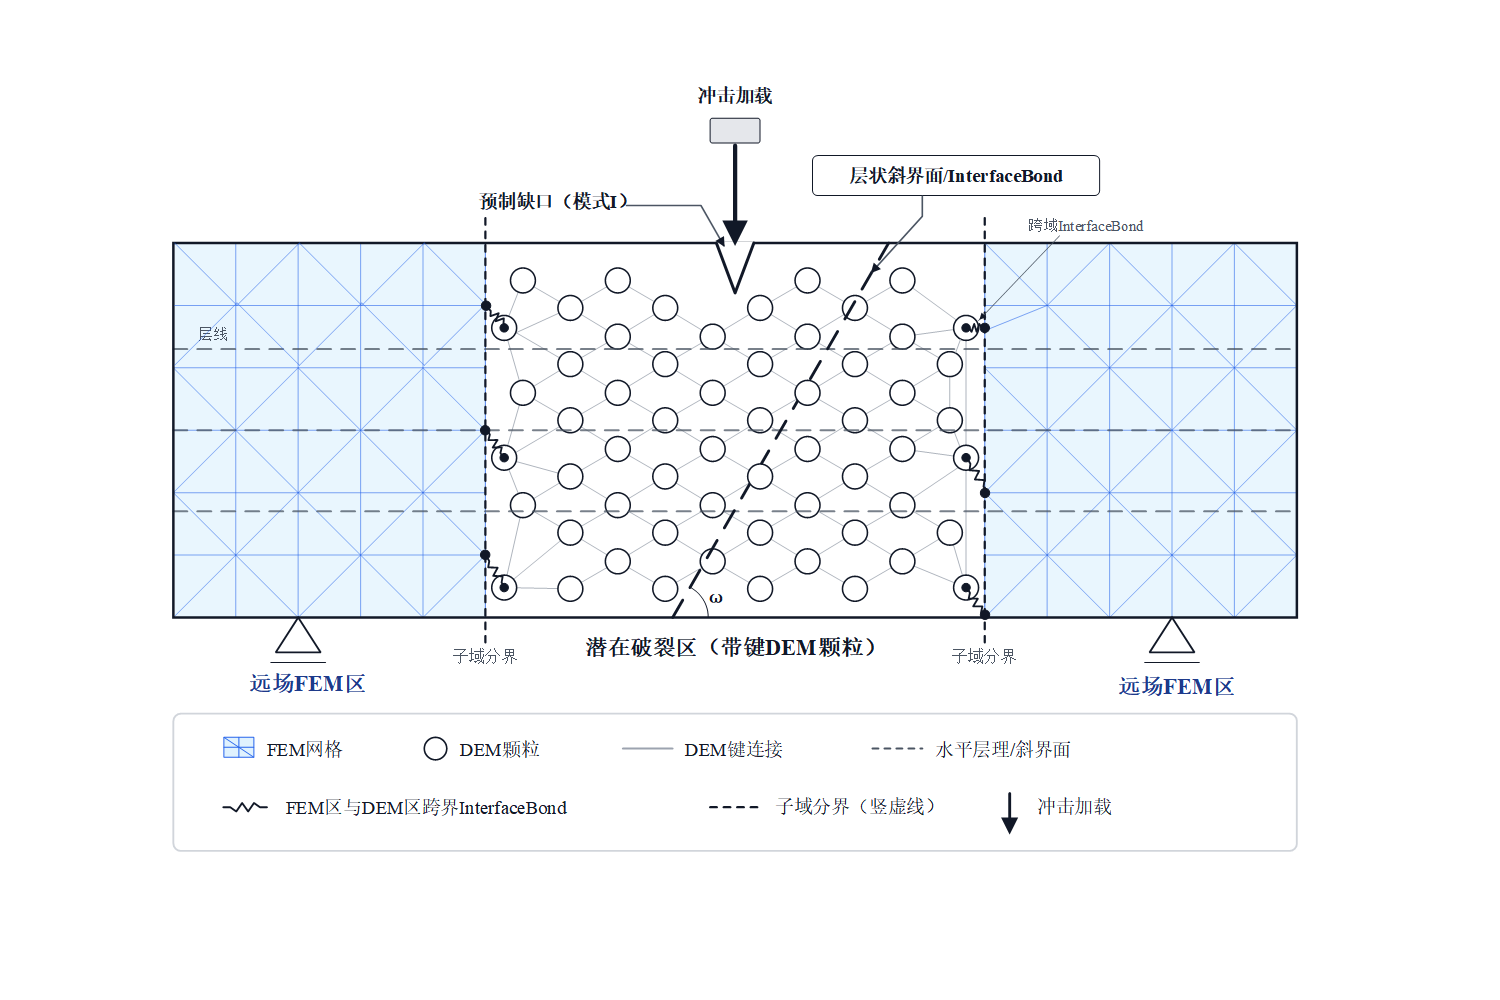 冲击加载
层状斜界面/InterfaceBond
预制缺口（模式I）
跨域InterfaceBond
层线
ω
潜在破裂区（带键DEM颗粒）
子域分界
子域分界
远场FEM区
远场FEM区
FEM网格
DEM颗粒
DEM键连接
水平层理/斜界面
FEM区与DEM区跨界InterfaceBond
子域分界（竖虚线）
冲击加载